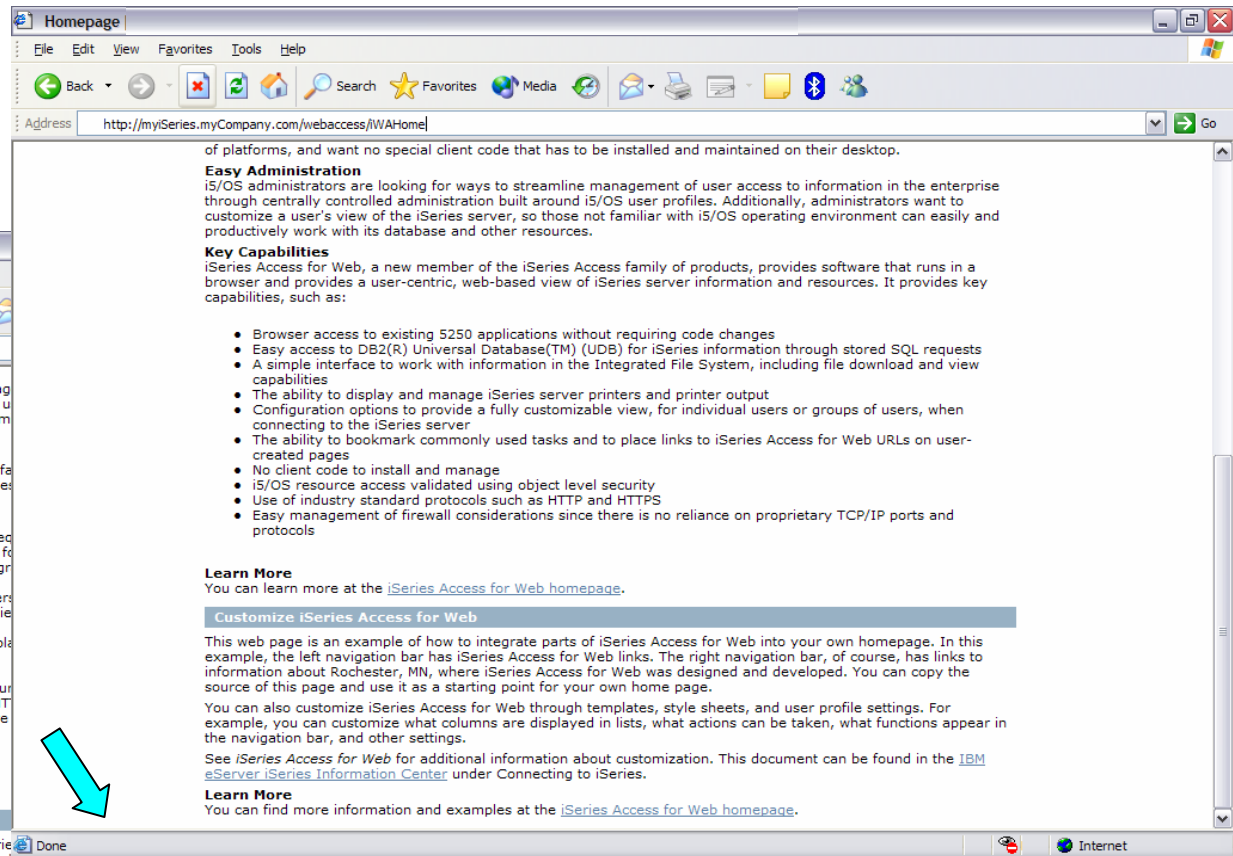 Homepage
File Edit View Favorites Tools Help
Back Search Favorites Media
Address http://myiSeries.myCompany.com/webaccess/iWAHome Go
of platforms, and want no special client code that has to be installed and maintained on their desktop.
Easy Administration
i5/OS administrators are looking for ways to streamline management of user access to information in the enterprise
through centrally controlled administration built around i5/OS user profiles. Additionally, administrators want to
customize a user's view of the iSeries server, so those not familiar with i5/OS operating environment can easily and
productively work with its database and other resources.
Key Capabilities
iSeries Access for Web, a new member of the iSeries Access family of products, provides software that runs in a
browser and provides a user-centric, web-based view of iSeries server information and resources. It provides key
capabilities, such as:
• Browser access to existing 5250 applications without requiring code changes
• Easy access to DB2(R) Universal Database(TM) (UDB) for iSeries information through stored SQL requests
• A simple interface to work with information in the Integrated File System, including file download and view
capabilities
• The ability to display and manage iSeries server printers and printer output
• Configuration options to provide a fully customizable view, for individual users or groups of users, when
connecting to the iSeries server
• The ability to bookmark commonly used tasks and to place links to iSeries Access for Web URLs on user-
created pages
• No client code to install and manage
• i5/OS resource access validated using object level security
• Use of industry standard protocols such as HTTP and HTTPS
• Easy management of firewall considerations since there is no reliance on proprietary TCP/IP ports and
protocols
Learn More
You can learn more at the iSeries Access for Web homepage.
Customize iSeries Access for Web
This web page is an example of how to integrate parts of iSeries Access for Web into your own homepage. In this
example, the left navigation bar has iSeries Access for Web links. The right navigation bar, of course, has links to
information about Rochester, MN, where iSeries Access for Web was designed and developed. You can copy the
source of this page and use it as a starting point for your own home page.
You can also customize iSeries Access for Web through templates, style sheets, and user profile settings. For
example, you can customize what columns are displayed in lists, what actions can be taken, what functions appear in
the navigation bar, and other settings.
See iSeries Access for Web for additional information about customization. This document can be found in the IBM
eServer iSeries Information Center under Connecting to iSeries.
Learn More
You can find more information and examples at the iSeries Access for Web homepage.
Done Internet